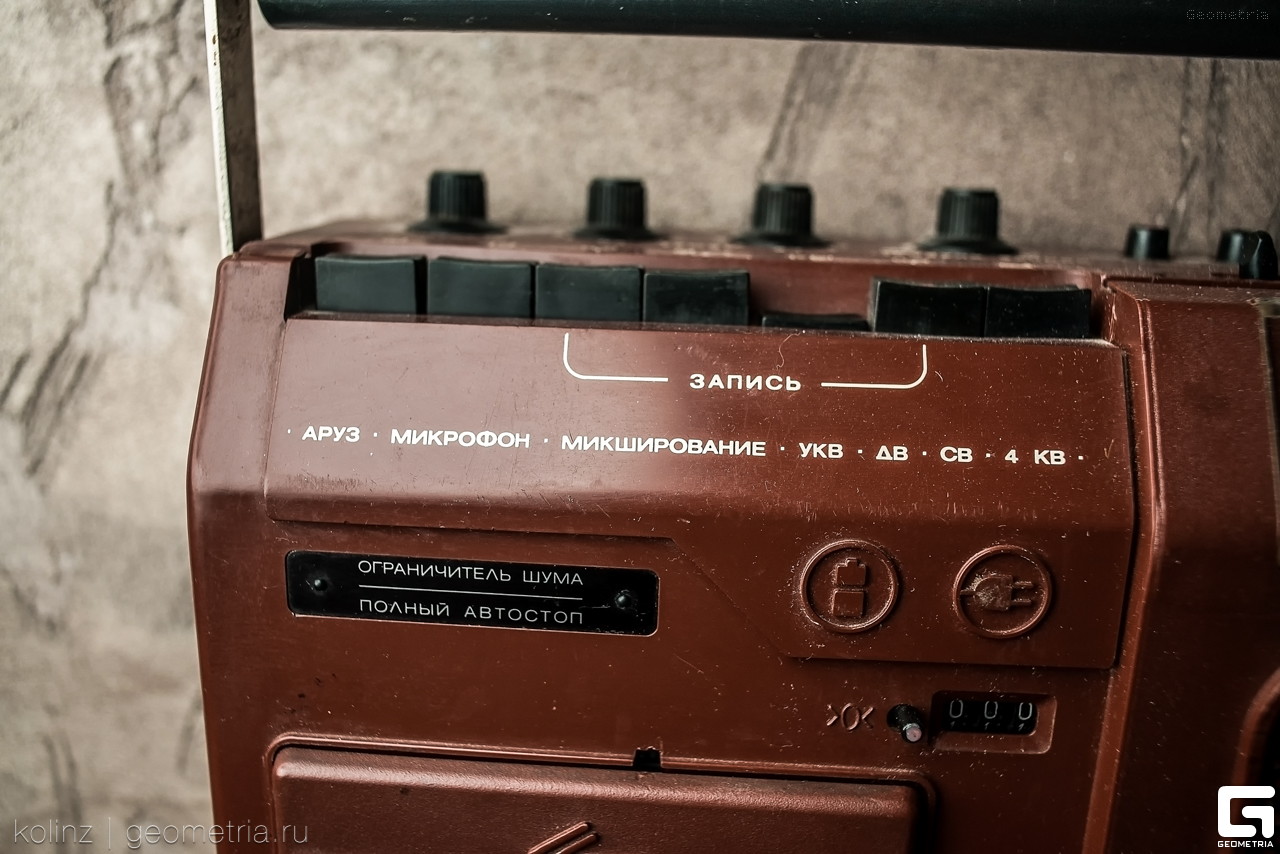 Geometria
ЗАПИСЬ
· АРУЗ · МИКРОФОН · МИКШИРОВАНИЕ · УКВ · ДВ · СВ · 4 КВ ·
ОГРАНИЧИТЕЛЬ ШУМА
ПОЛНЫЙ АВТОСТОП
>0<
000
kolinz | geometria.ru
GEOMETRIA